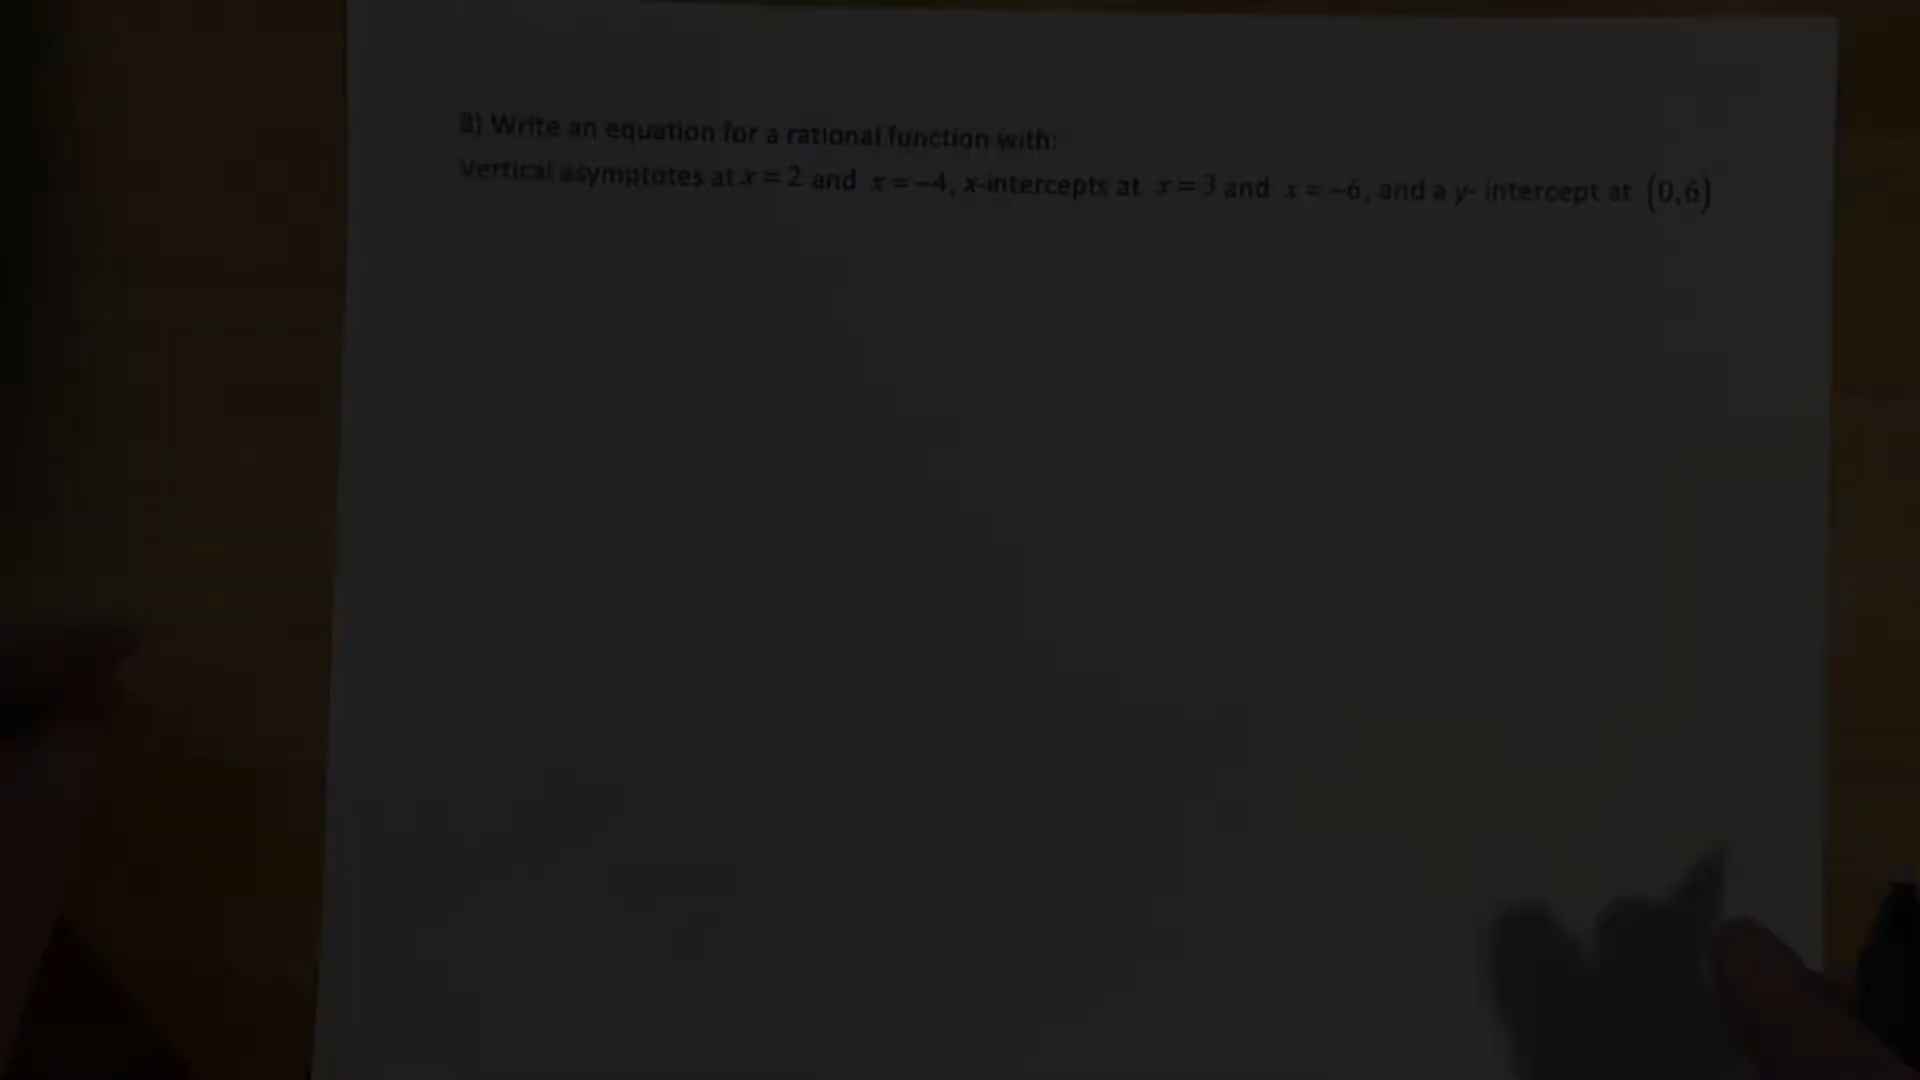 a) Write an equation for a rational function with:
Vertical asymptotes at x = 2 and x = −4, x-intercepts at x = 3 and x = −6, and a y- intercept at (0,6)